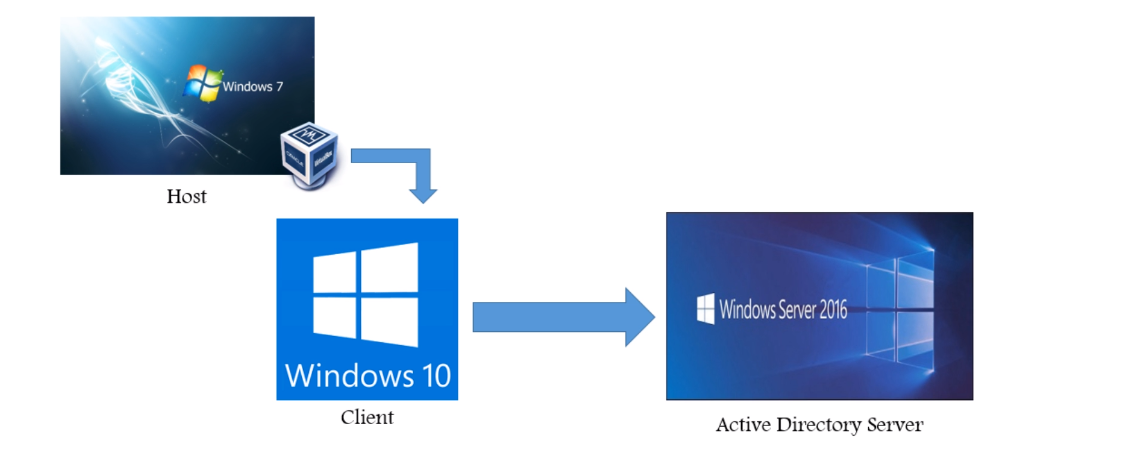 Windows 7
Host
Windows 10
Client
Windows Server 2016
Active Directory Server